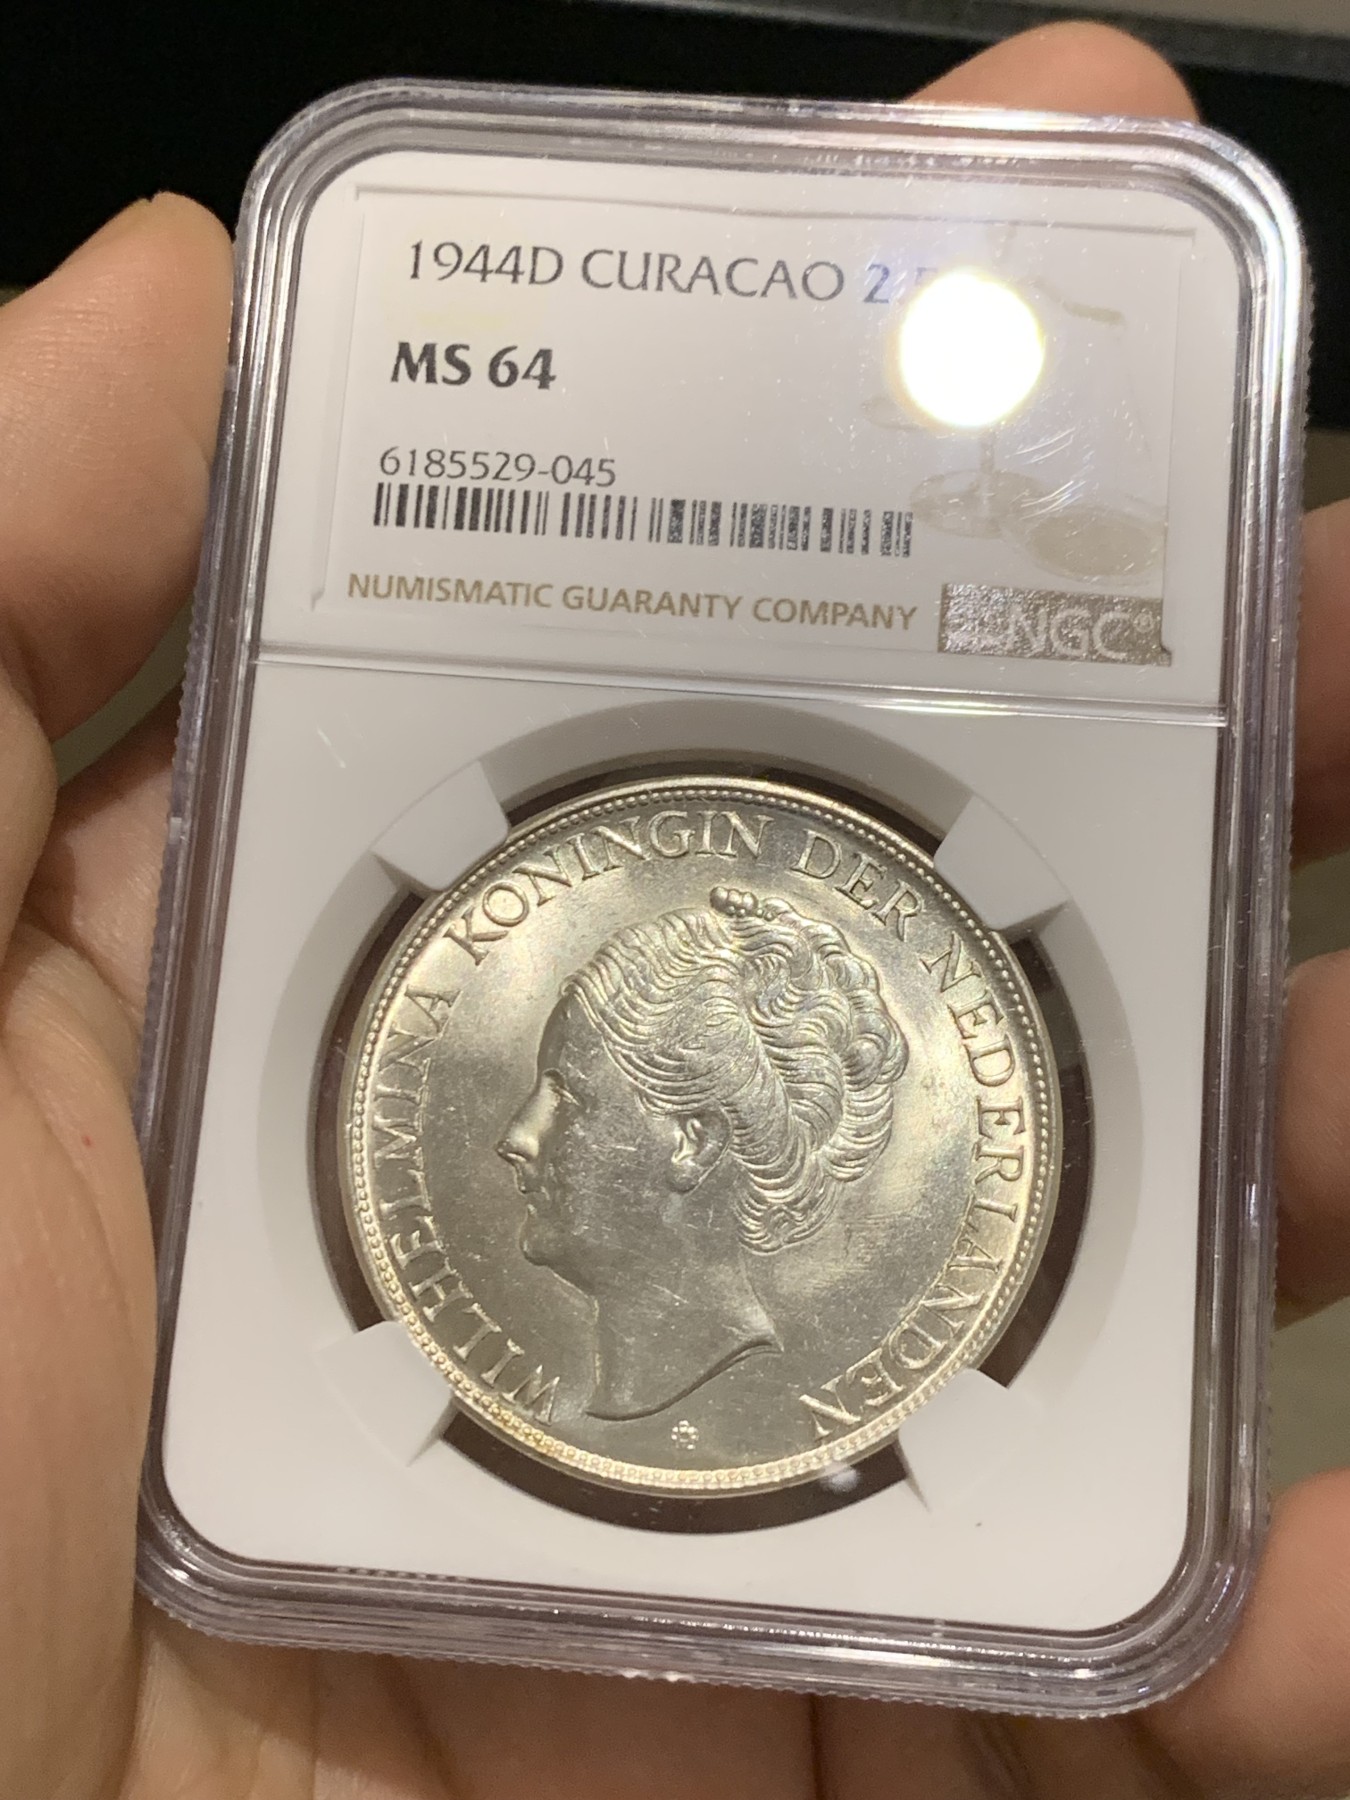 1944D CURACAO 2
MS 64
6185529-045
NUMISMATIC GUARANTY COMPANY
NGC®
WILHELMINA KONINGIN DER NEDERLANDEN